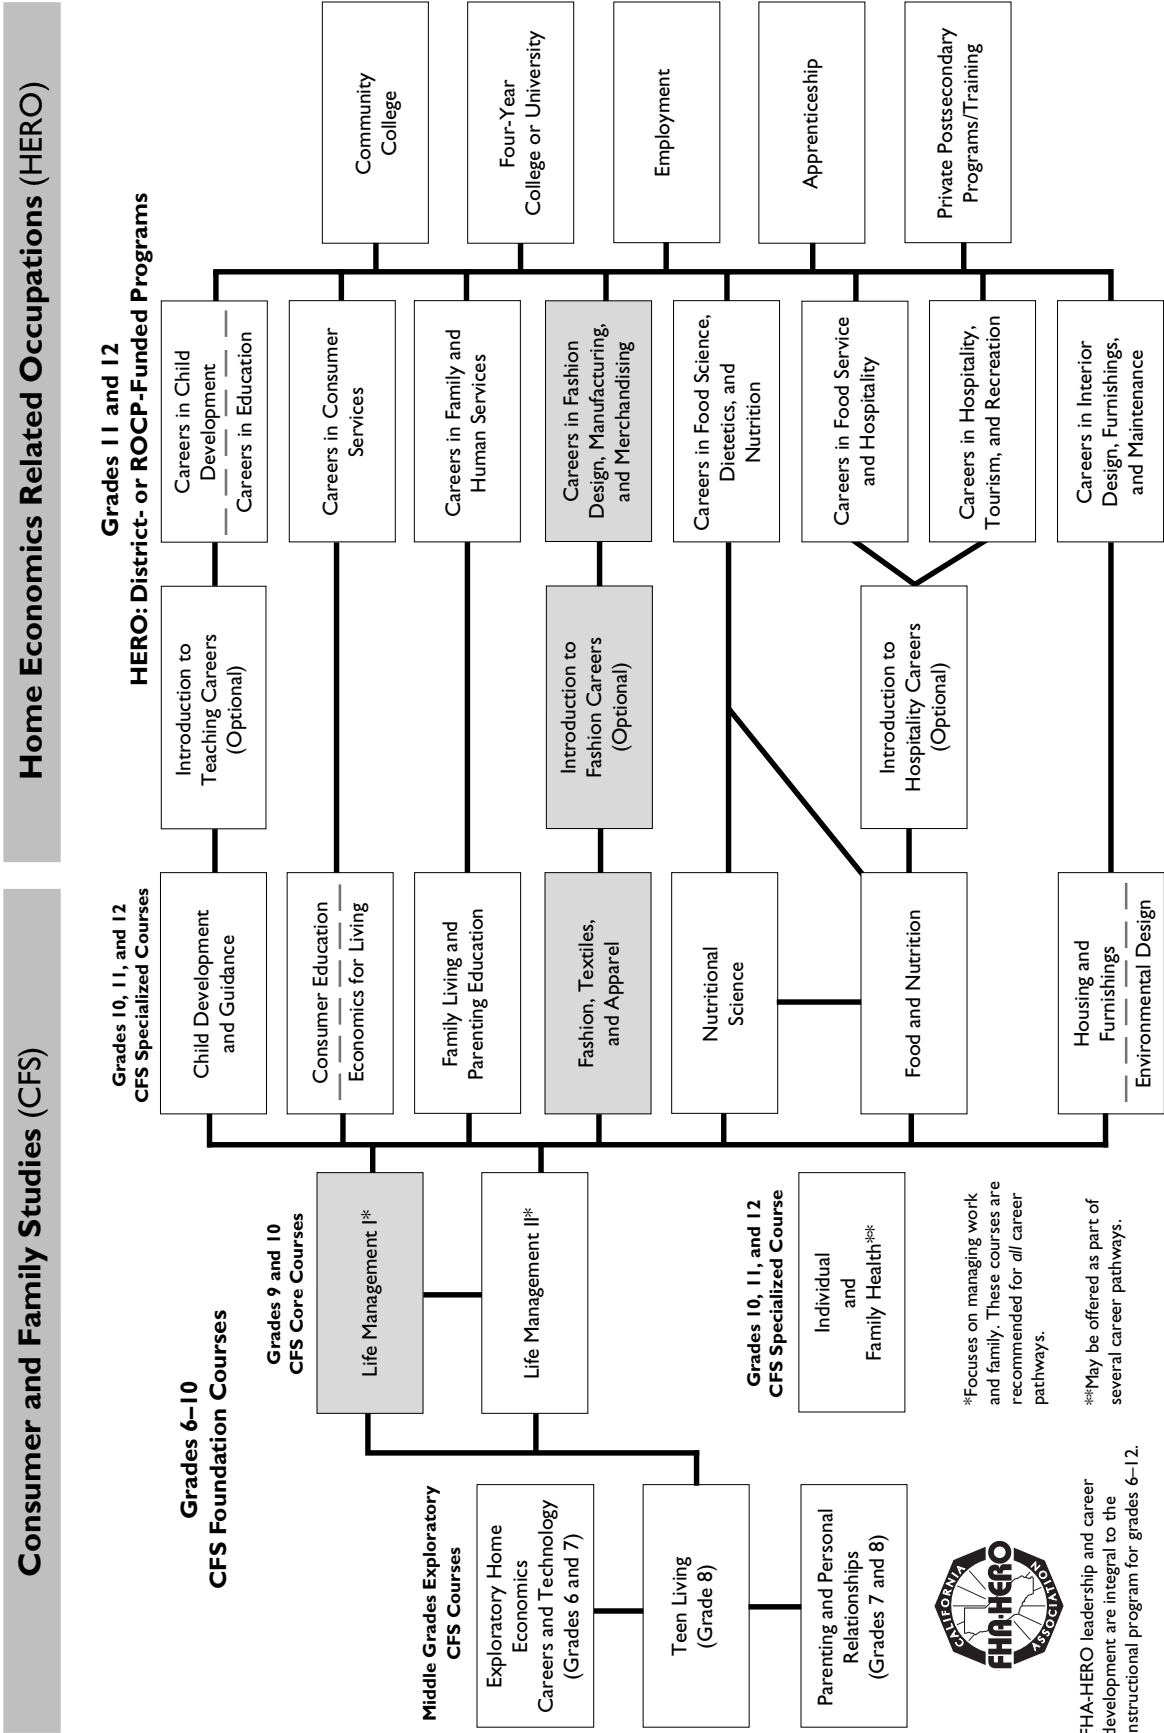 Consumer and Family Studies (CFS)
Home Economics Related Occupations (HERO)
Grades 6–10
CFS Foundation Courses
Middle Grades Exploratory
CFS Courses
Exploratory Home
Economics
Careers and Technology
(Grades 6 and 7)
Teen Living
(Grade 8)
Parenting and Personal
Relationships
(Grades 7 and 8)
CALIFORNIA
FHA-HERO
ASSOCIATION
FHA-HERO leadership and career
development are integral to the
instructional program for grades 6–12.
Grades 9 and 10
CFS Core Courses
Life Management I*
Life Management II*
Grades 10, 11, and 12
CFS Specialized Course
Individual
and
Family Health**
*Focuses on managing work
and family. These courses are
recommended for all career
pathways.
**May be offered as part of
several career pathways.
Grades 10, 11, and 12
CFS Specialized Courses
Child Development
and Guidance
Consumer Education
Economics for Living
Family Living and
Parenting Education
Fashion, Textiles,
and Apparel
Nutritional
Science
Food and Nutrition
Housing and
Furnishings
Environmental Design
Grades 11 and 12
HERO: District- or ROCP-Funded Programs
Introduction to
Teaching Careers
(Optional)
Introduction to
Fashion Careers
(Optional)
Introduction to
Hospitality Careers
(Optional)
Careers in Child
Development
Careers in Education
Careers in Consumer
Services
Careers in Family and
Human Services
Careers in Fashion
Design, Manufacturing,
and Merchandising
Careers in Food Science,
Dietetics, and
Nutrition
Careers in Food Service
and Hospitality
Careers in Hospitality,
Tourism, and Recreation
Careers in Interior
Design, Furnishings,
and Maintenance
Community
College
Four-Year
College or University
Employment
Apprenticeship
Private Postsecondary
Programs/Training